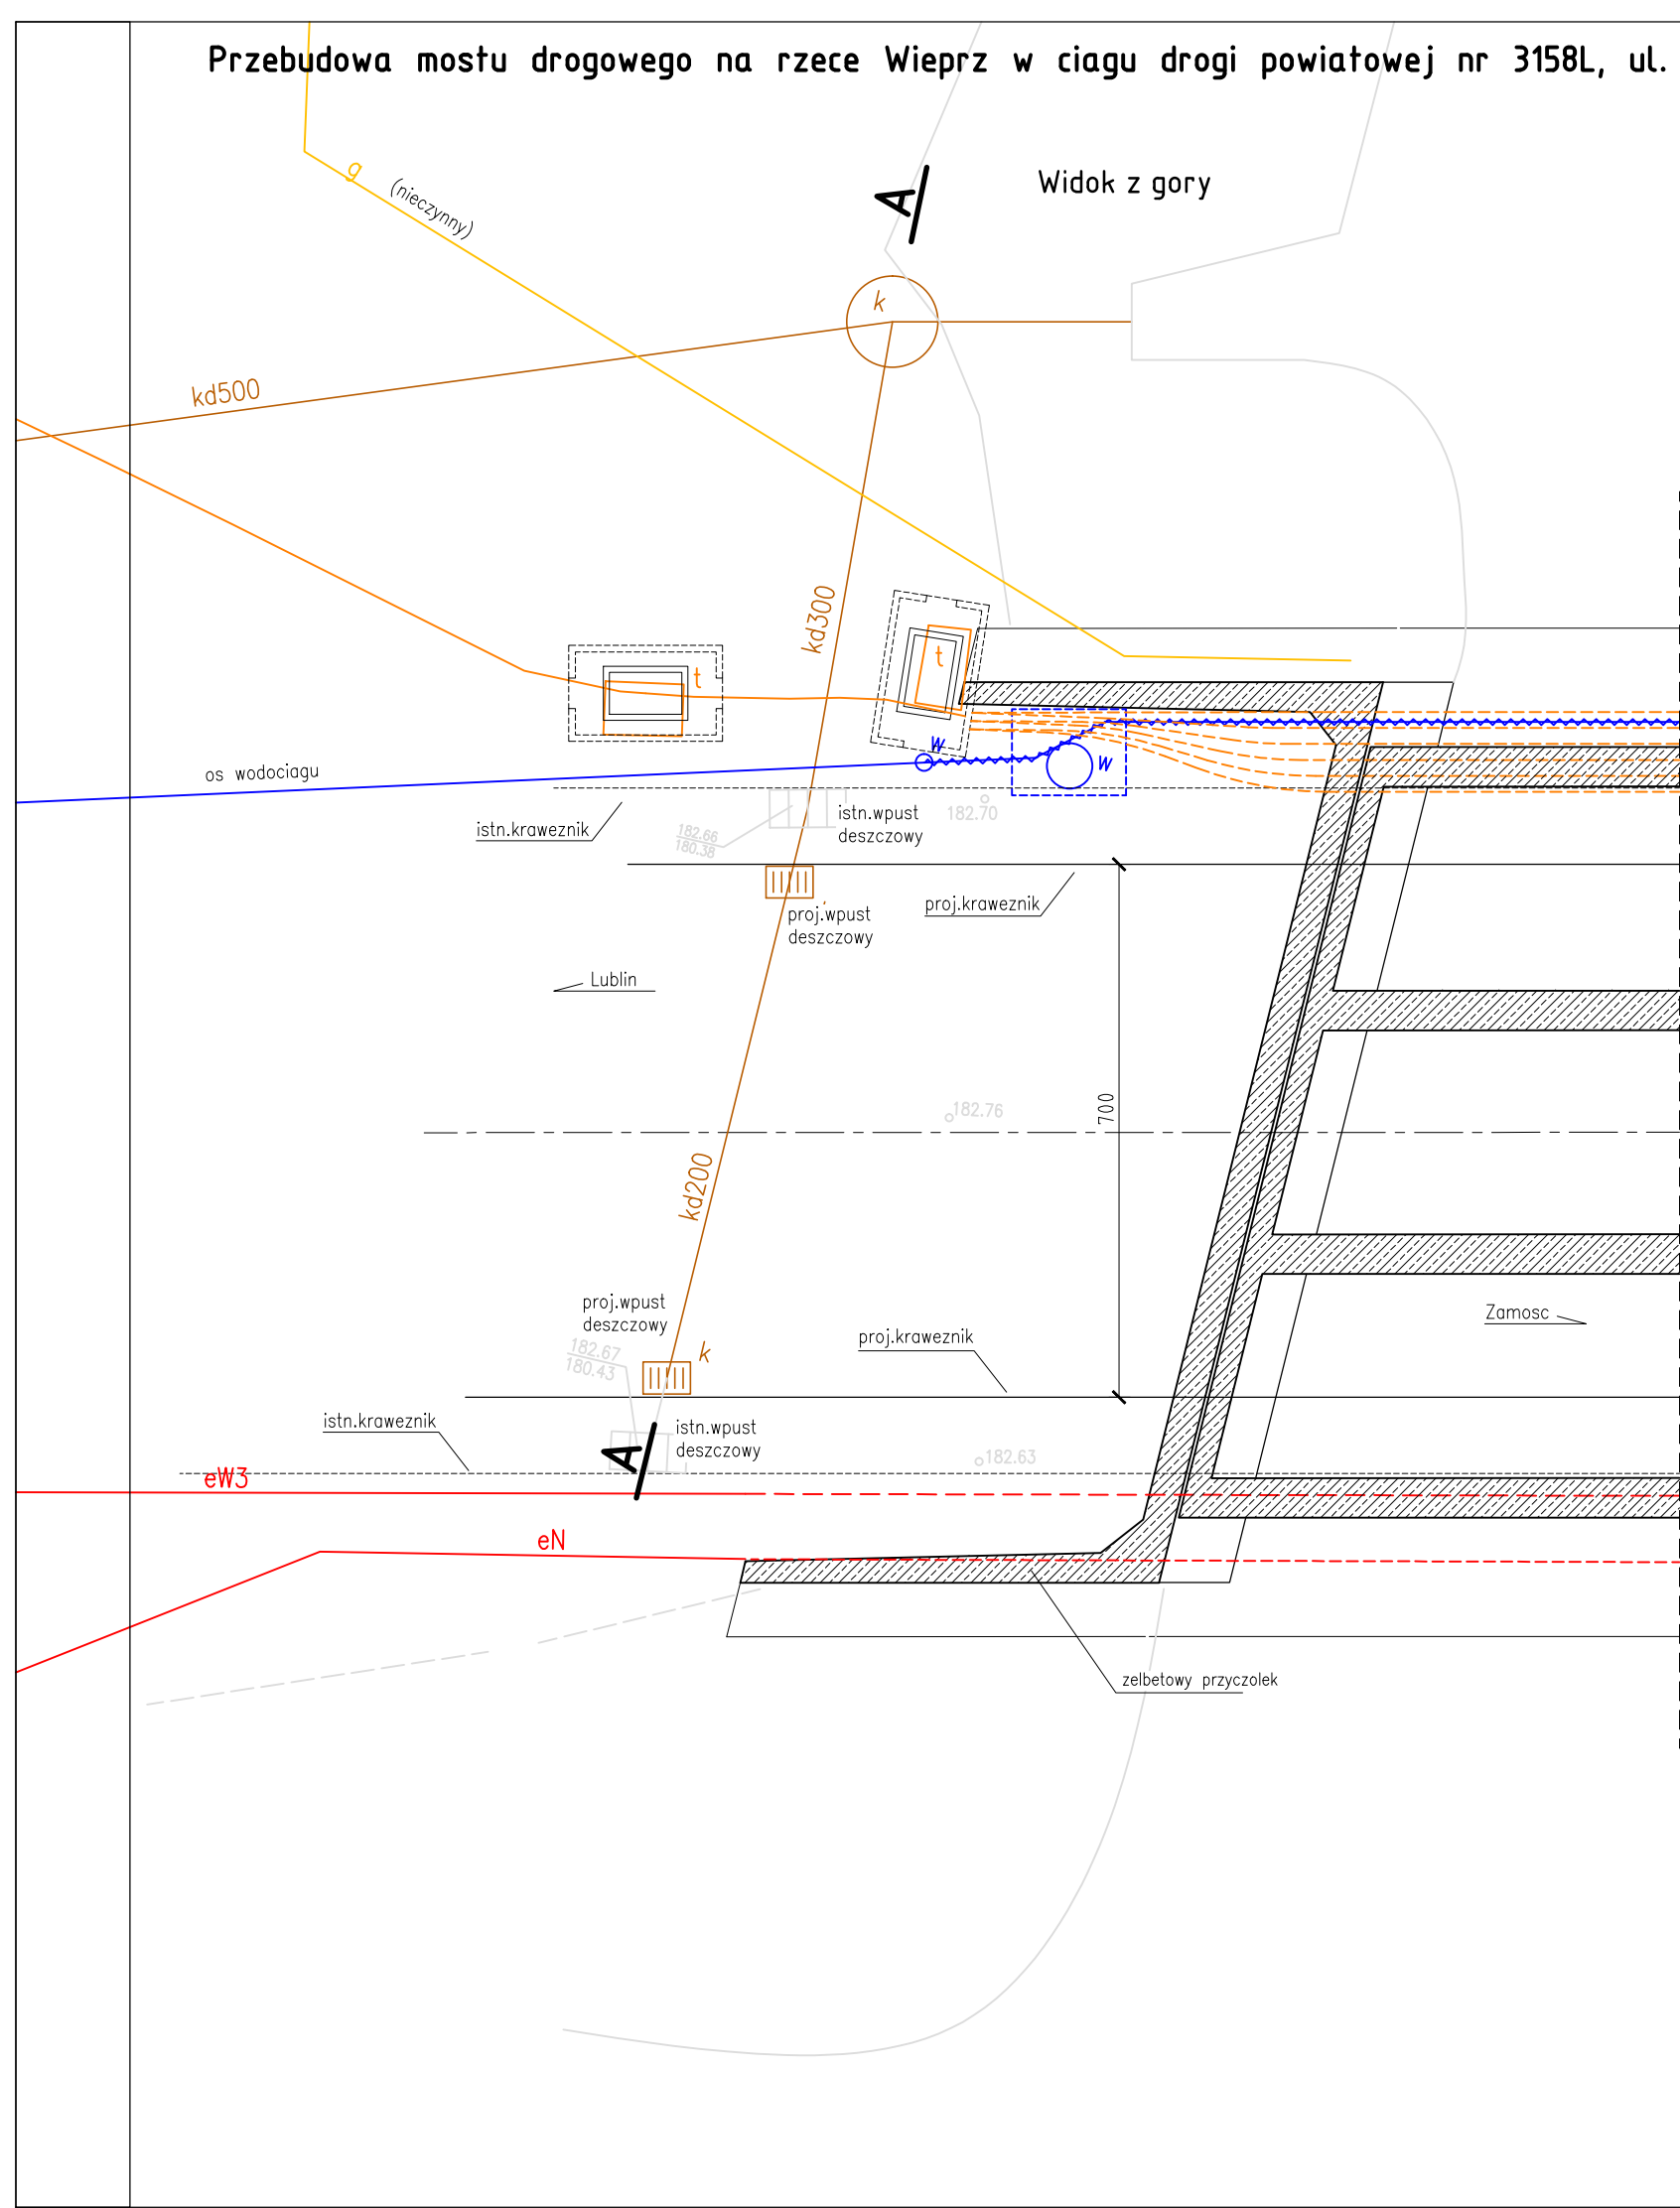 Przebudowa mostu drogowego na rzece Wieprz w ciagu drogi powiatowej nr 3158L, ul.
g (nieczynny)
A
Widok z gory
k
kd500
kd300
t
t
w
w
os wodociagu
istn.kraweznik
182.66
180.38
istn.wpust
deszczowy
182.70
proj.kraweznik
proj.wpust
deszczowy
Lublin
700
182.76
kd200
proj.wpust
deszczowy
Zamosc
182.67
180.43
k
proj.kraweznik
istn.kraweznik
A
istn.wpust
deszczowy
182.63
eW3
eN
zelbetowy przyczolek